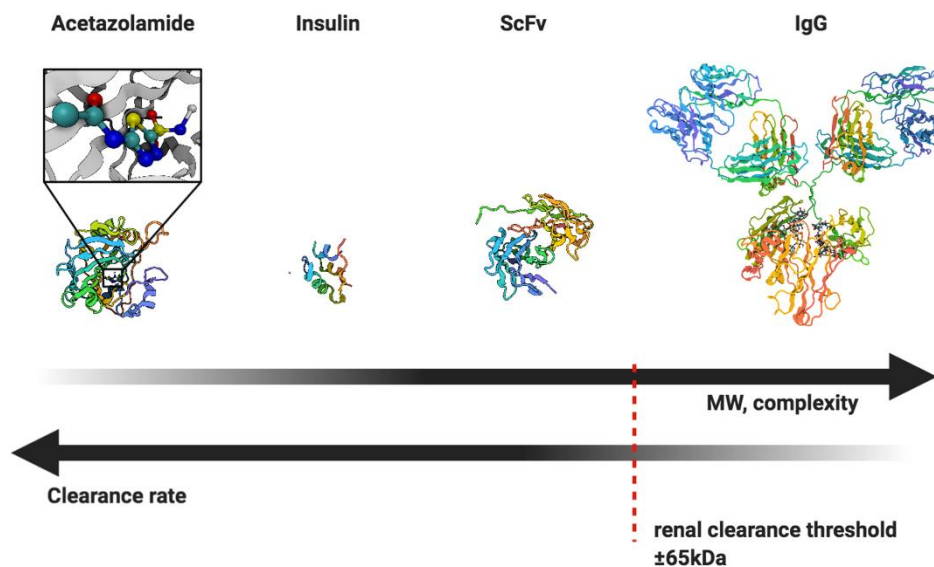 Acetazolamide
Insulin
ScFv
IgG
MW, complexity
Clearance rate
renal clearance threshold
±65kDa